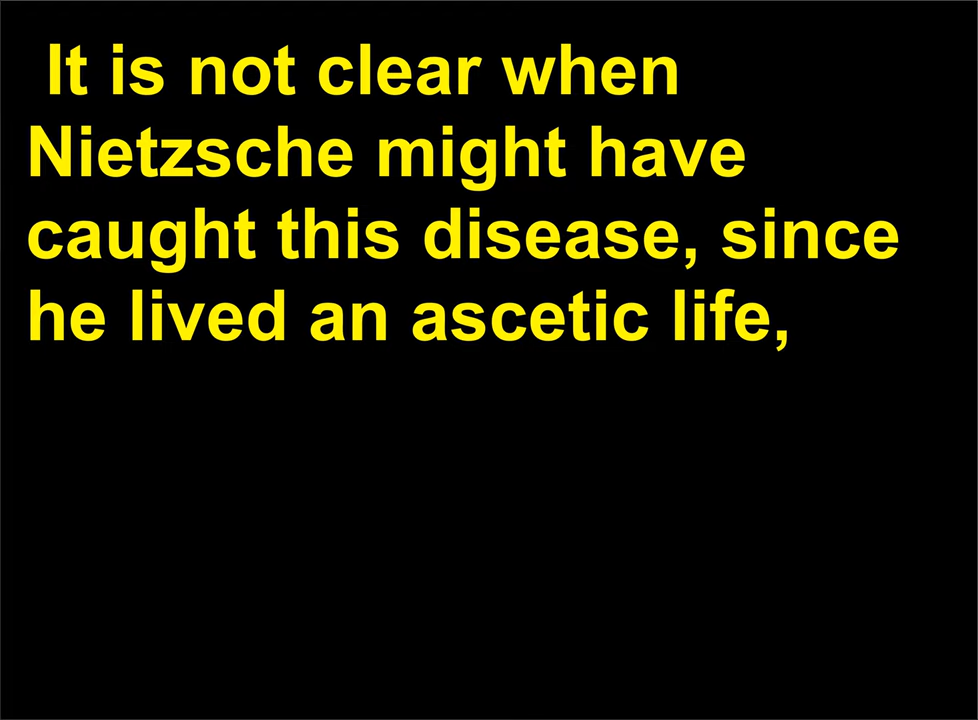 It is not clear when
Nietzsche might have
caught this disease, since
he lived an ascetic life,